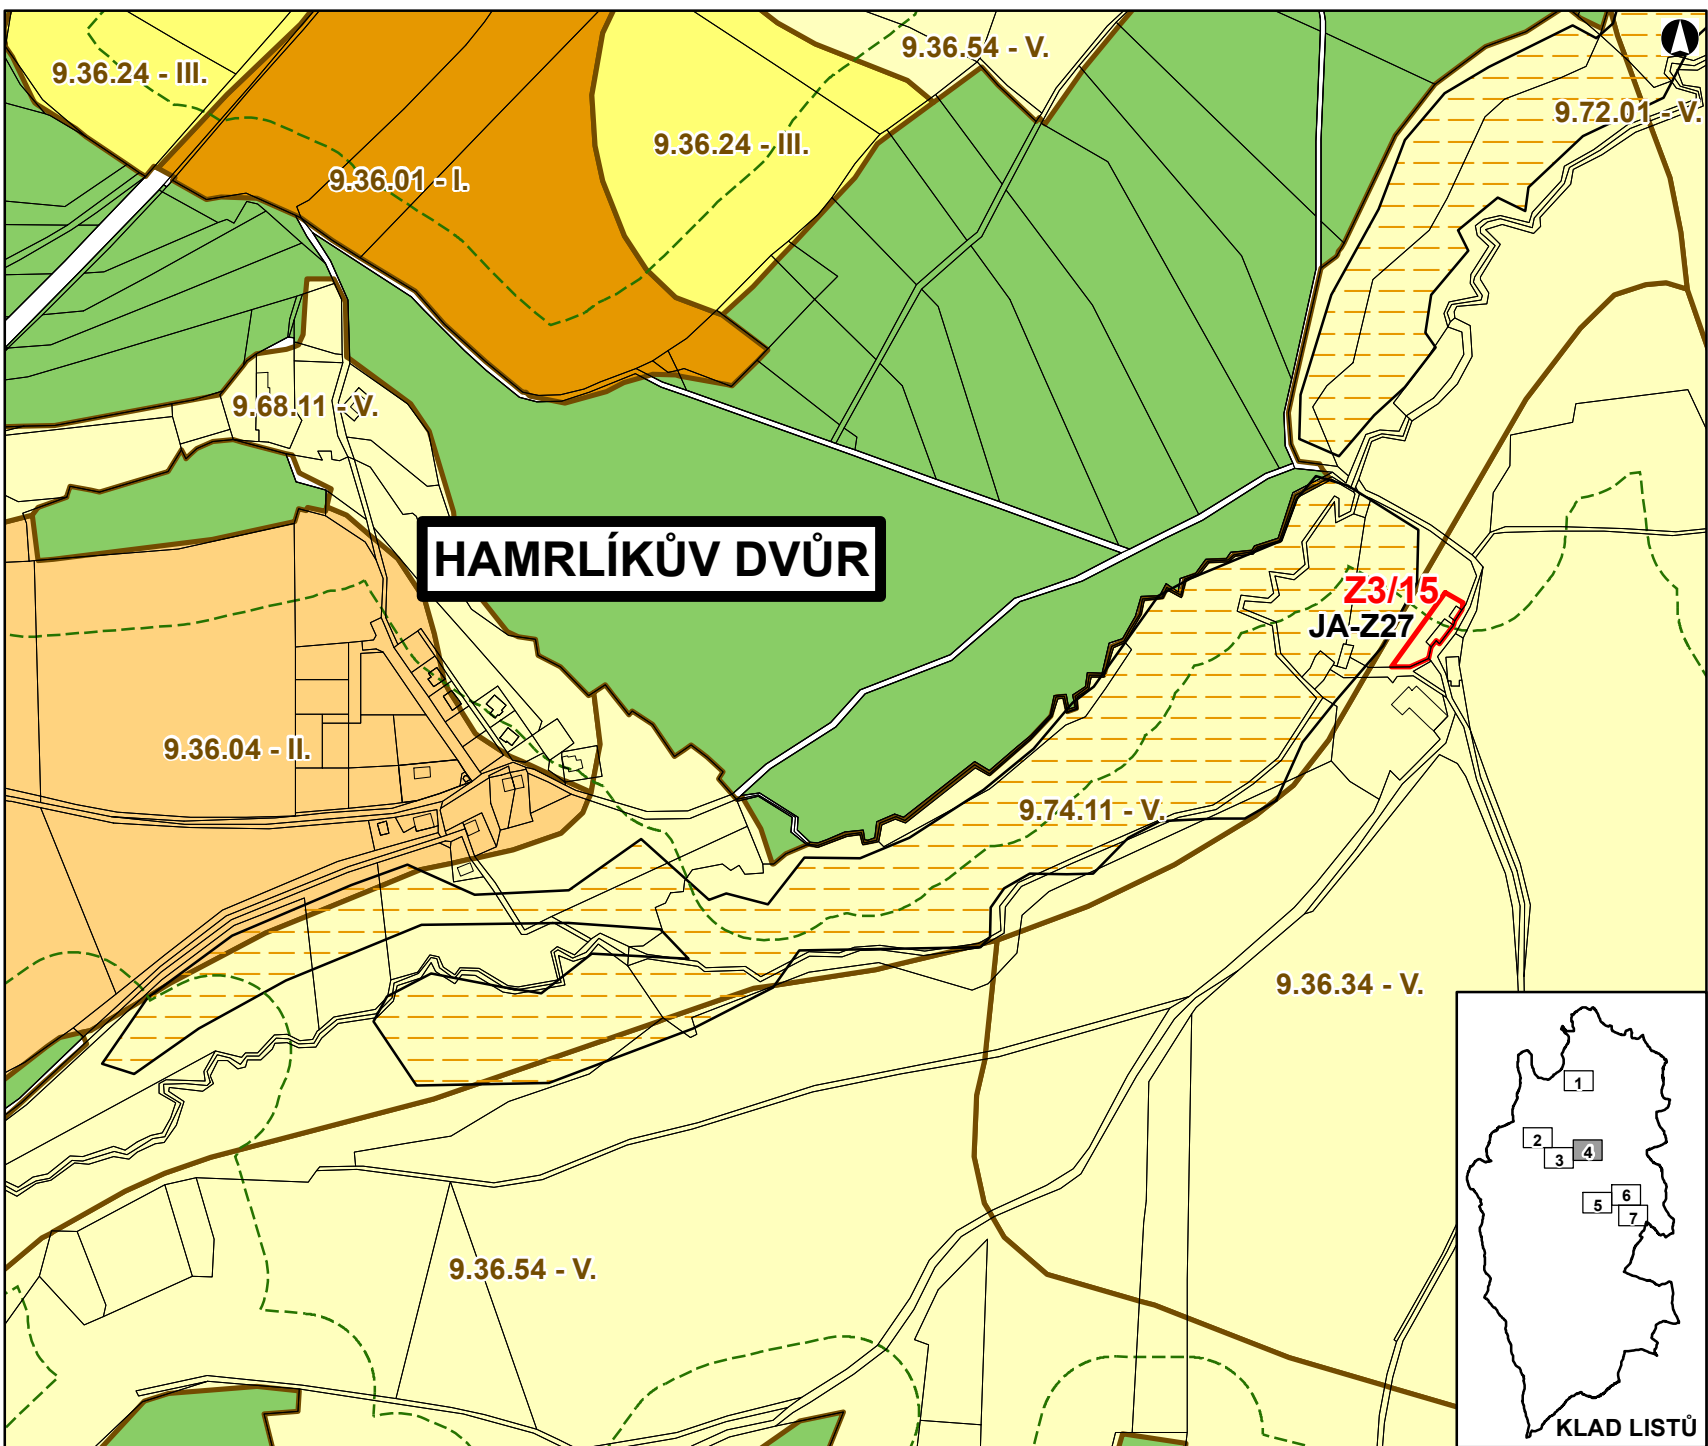 9.36.54 - V.
9.36.24 - III.
9.72.01 - V.
9.36.24 - III.
9.36.01 - I.
9.68.11 - V.
HAMRLÍKŮV DVŮR
Z3/15
JA-Z27
9.36.04 - II.
9.74.11 - V.
9.36.34 - V.
9.36.54 - V.
1
2
3
4
5
6
7
KLAD LISTŮ